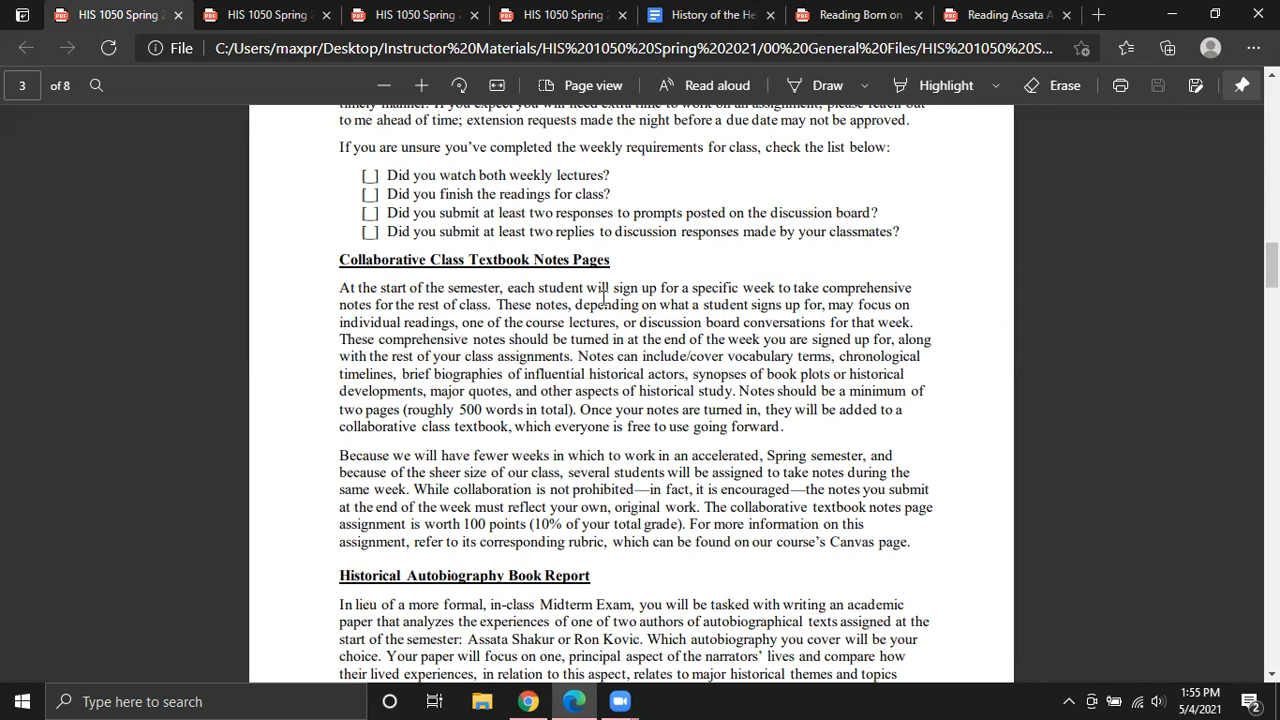 HIS 1050 Spring 2
HIS 1050 Spring 2
HIS 1050 Spring 2
HIS 1050 Spring 2
History of the He
Reading Born on
Reading Assata A
File
C:/Users/maxpr/Desktop/Instructor%20Materials/HIS%201050%20Spring%202021/00%20General%20Files/HIS%201050%20S...
3 of 8
Page view
Read aloud
Draw
Highlight
Erase
timely manner. If you expect you will need extra time to work on an assignment, please reach out
to me ahead of time; extension requests made the night before a due date may not be approved.
If you are unsure you’ve completed the weekly requirements for class, check the list below:
[_] Did you watch both weekly lectures?
[_] Did you finish the readings for class?
[_] Did you submit at least two responses to prompts posted on the discussion board?
[_] Did you submit at least two replies to discussion responses made by your classmates?
Collaborative Class Textbook Notes Pages
At the start of the semester, each student will sign up for a specific week to take comprehensive
notes for the rest of class. These notes, depending on what a student signs up for, may focus on
individual readings, one of the course lectures, or discussion board conversations for that week.
These comprehensive notes should be turned in at the end of the week you are signed up for, along
with the rest of your class assignments. Notes can include/cover vocabulary terms, chronological
timelines, brief biographies of influential historical actors, synopses of book plots or historical
developments, major quotes, and other aspects of historical study. Notes should be a minimum of
two pages (roughly 500 words in total). Once your notes are turned in, they will be added to a
collaborative class textbook, which everyone is free to use going forward.
Because we will have fewer weeks in which to work in an accelerated, Spring semester, and
because of the sheer size of our class, several students will be assigned to take notes during the
same week. While collaboration is not prohibited—in fact, it is encouraged—the notes you submit
at the end of the week must reflect your own, original work. The collaborative textbook notes page
assignment is worth 100 points (10% of your total grade). For more information on this
assignment, refer to its corresponding rubric, which can be found on our course’s Canvas page.
Historical Autobiography Book Report
In lieu of a more formal, in-class Midterm Exam, you will be tasked with writing an academic
paper that analyzes the experiences of one of two authors of autobiographical texts assigned at the
start of the semester: Assata Shakur or Ron Kovic. Which autobiography you cover will be your
choice. Your paper will focus on one, principal aspect of the narrators’ lives and compare how
their lived experiences, in relation to this aspect, relates to major historical themes and topics
Type here to search
1:55 PM
5/4/2021
2